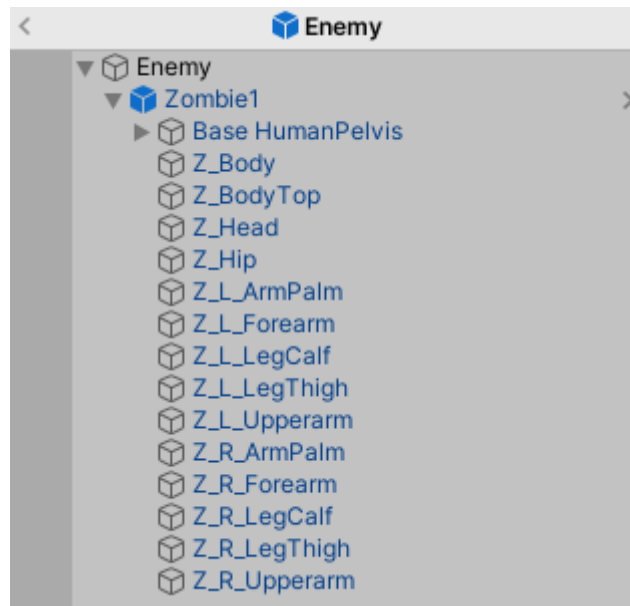 Enemy
Enemy
Zombie1
Base HumanPelvis
Z_Body
Z_BodyTop
Z_Head
Z_Hip
Z_L_ArmPalm
Z_L_Forearm
Z_L_LegCalf
Z_L_LegThigh
Z_L_Upperarm
Z_R_ArmPalm
Z_R_Forearm
Z_R_LegCalf
Z_R_LegThigh
Z_R_Upperarm